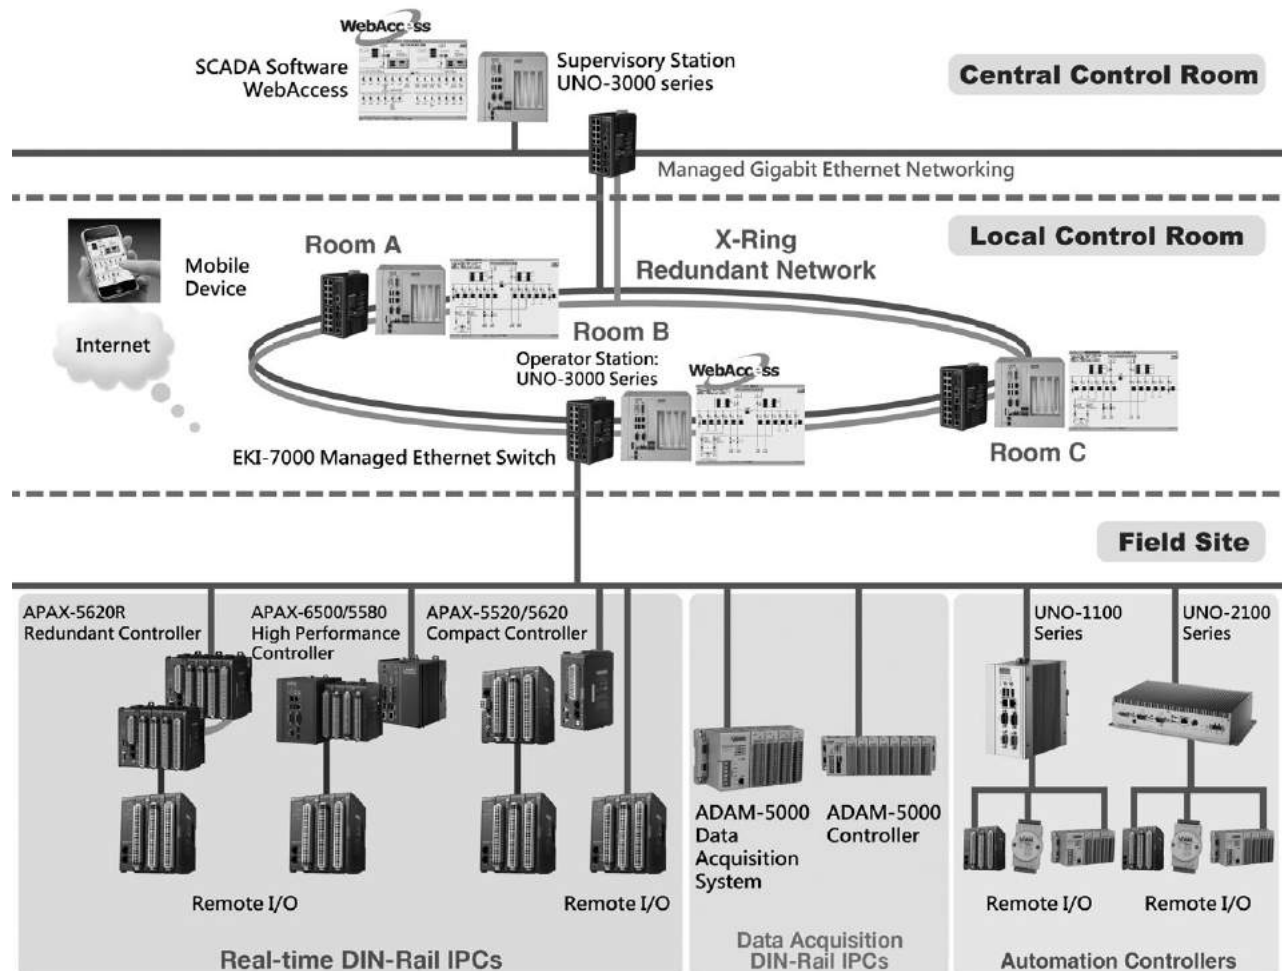 WebAccess
SCADA Software
WebAccess
Supervisory Station
UNO-3000 series
Central Control Room
Managed Gigabit Ethernet Networking
Local Control Room
X-Ring
Redundant Network
Room A
Mobile
Device
Internet
Room B
Operator Station:
UNO-3000 Series
WebAccess
EKI-7000 Managed Ethernet Switch
Room C
Field Site
APAX-5620R
Redundant Controller
APAX-6500/5580
High Performance
Controller
APAX-5520/5620
Compact Controller
UNO-1100
Series
UNO-2100
Series
ADAM-5000
Data
Acquisition
System
ADAM-5000
Controller
Remote I/O
Remote I/O
Remote I/O
Remote I/O
Real-time DIN-Rail IPCs
Data Acquisition
DIN-Rail IPCs
Automation Controllers